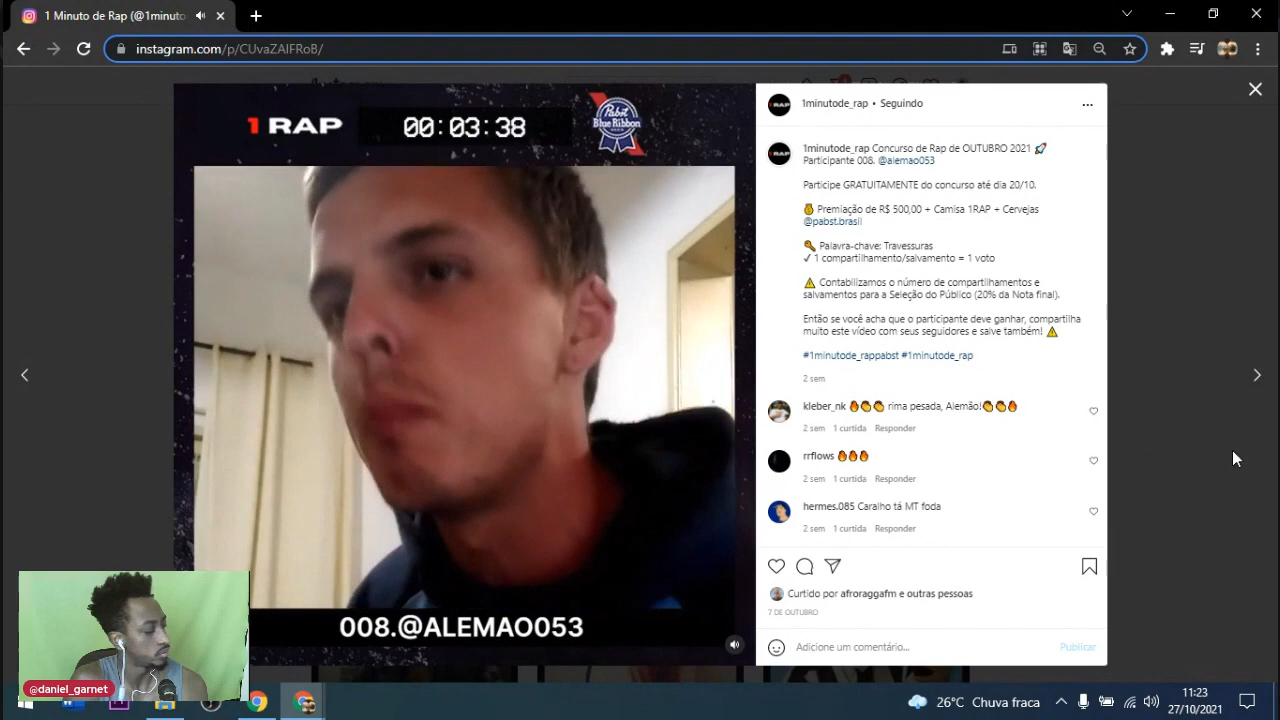 1 Minuto de Rap (@1minuto
instagram.com/p/CUvaZAIFRoB/
1 RAP
00:03:38
Pabst
Blue Ribbon
008.@ALEMAO053
1minutode_rap • Seguindo
1minutode_rap Concurso de Rap de OUTUBRO 2021 🚀
Participante 008. @alemao053
Participe GRATUITAMENTE do concurso até dia 20/10.
🥇 Premiação de R$ 500,00 + Camisa 1RAP + Cervejas
@pabst.brasil
🔑 Palavra-chave: Travessuras
✓ 1 compartilhamento/salvamento = 1 voto
⚠ Contabilizamos o número de compartilhamentos e
salvamentos para a Seleção do Público (20% da Nota final).
Então se você acha que o participante deve ganhar, compartilha
muito este vídeo com seus seguidores e salve também! ⚠
#1minutode_rappabst #1minutode_rap
2 sem
kleber_nk 🔥👏👏 rima pesada, Alemão!👏👏🔥
2 sem 1 curtida Responder
rrflows 🔥🔥🔥
2 sem 1 curtida Responder
hermes.085 Caralho tá MT foda
2 sem 1 curtida Responder
Curtido por afroraggafm e outras pessoas
7 DE OUTUBRO
Adicione um comentário...
Publicar
@daniel_garnet
26°C Chuva fraca
11:23
27/10/2021